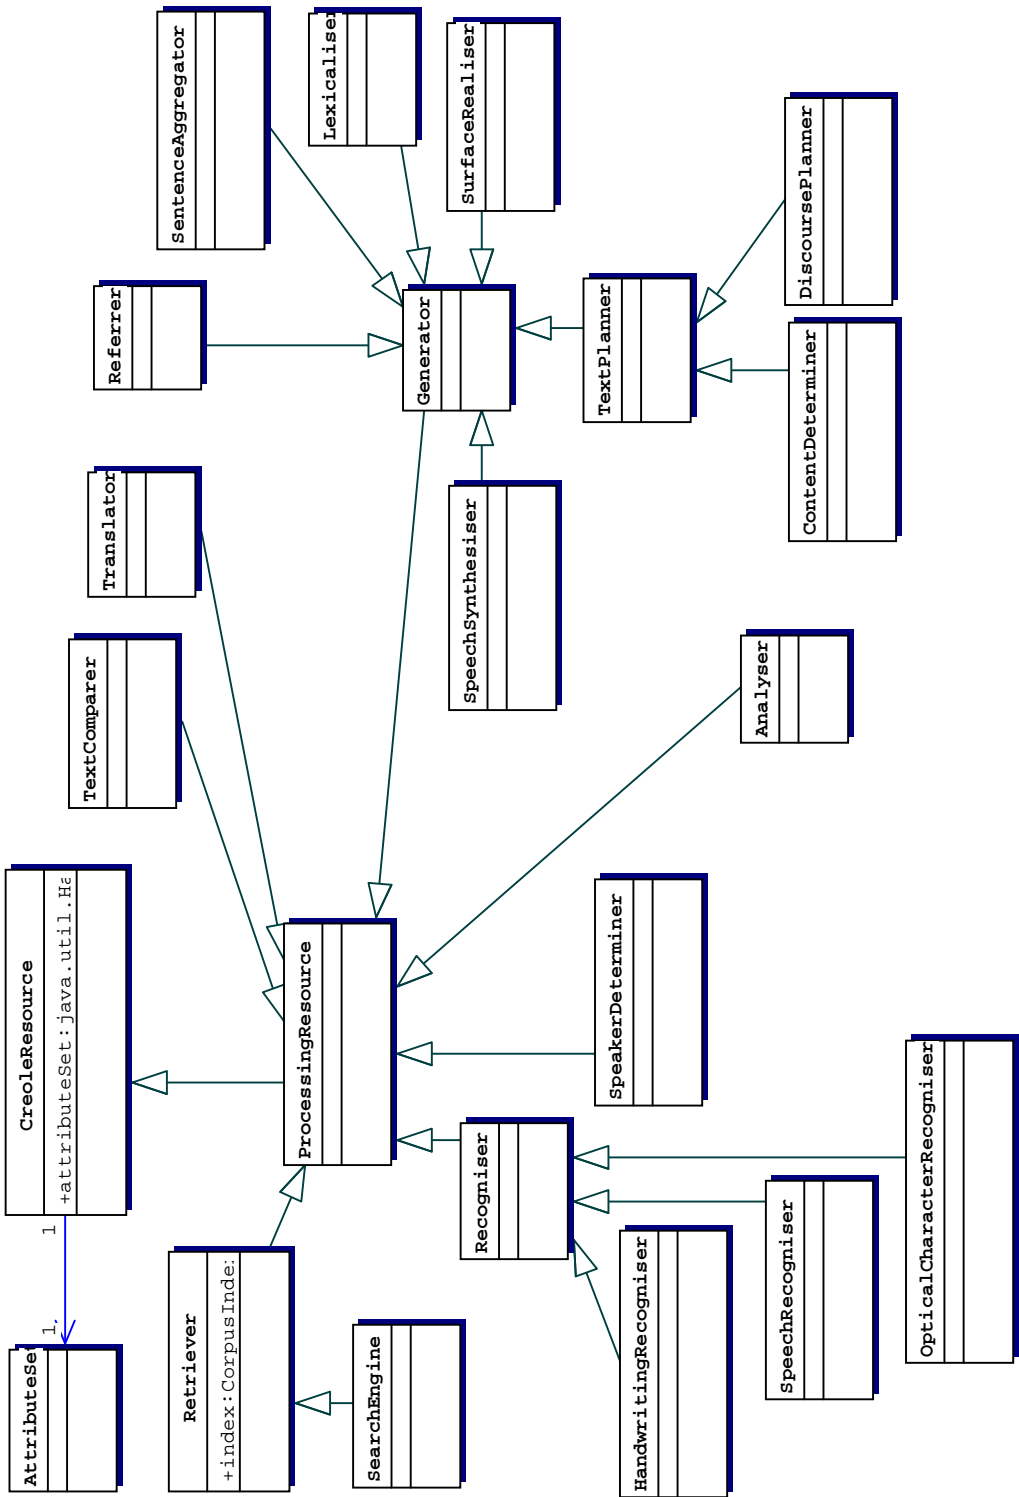 AttributeSet
CreoleResource
+attributeSet:java.util.Ha
1
1
Retriever
+index:CorpusInde
SearchEngine
ProcessingResource
TextComparer
Translator
Referrer
SentenceAggregator
Lexicaliser
SurfaceRealiser
Generator
SpeechSynthesiser
TextPlanner
DiscoursePlanner
ContentDeterminer
Analyser
SpeakerDeterminer
Recogniser
HandwritingRecogniser
SpeechRecogniser
OpticalCharacterRecogniser